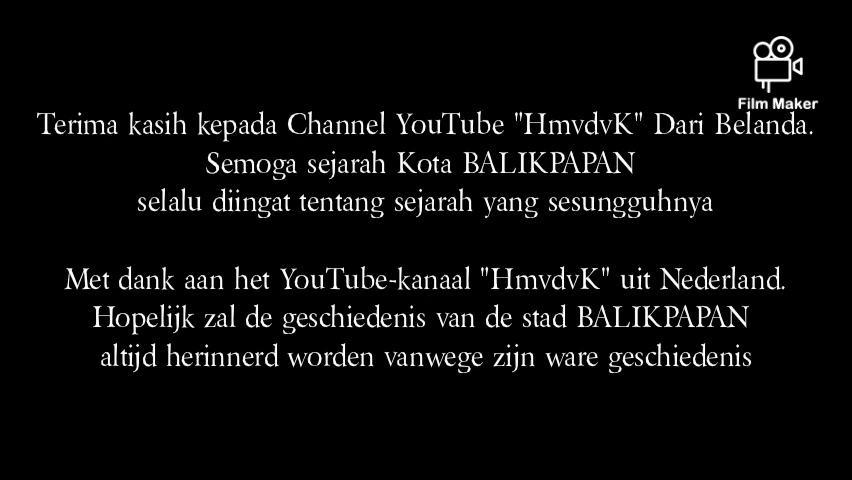 Film Maker
Terima kasih kepada Channel YouTube "HmvdvK" Dari Belanda.
Semoga sejarah Kota BALIKPAPAN
selalu diingat tentang sejarah yang sesungguhnya
Met dank aan het YouTube-kanaal "HmvdvK" uit Nederland.
Hopelijk zal de geschiedenis van de stad BALIKPAPAN
altijd herinnerd worden vanwege zijn ware geschiedenis